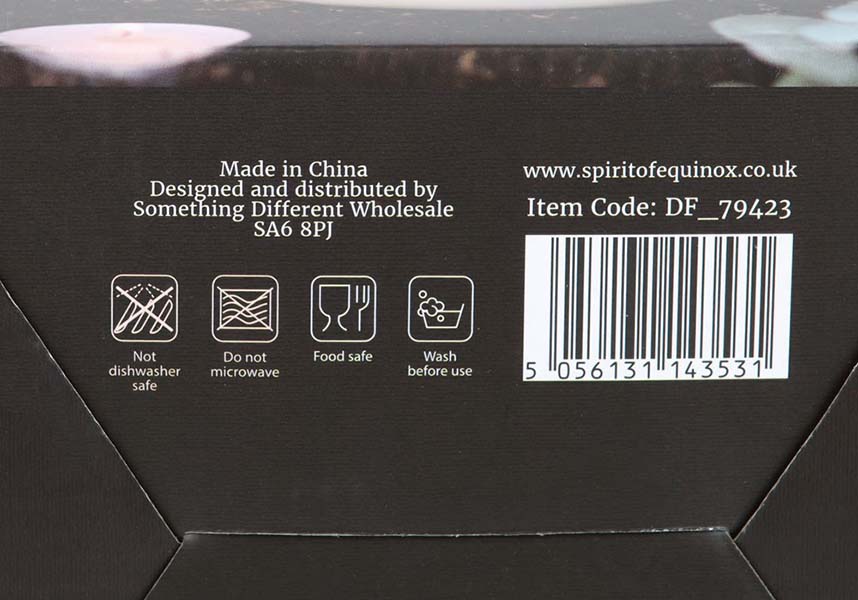 Made in China
Designed and distributed by
Something Different Wholesale
SA6 8PJ
www.spiritofequinox.co.uk
Item Code: DF_79423
Not
dishwasher
safe
Do not
microwave
Food safe
Wash
before use
5 056131 143531